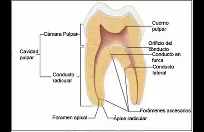 Cámara Pulpar
Cavidad
pulpar
Conducto
radicular
Foramen apical
Ápice radicular
Cuerno
pulpar
Orificio del
conducto
Conducto en
furca
Conducto
lateral
Forámenes accesorios